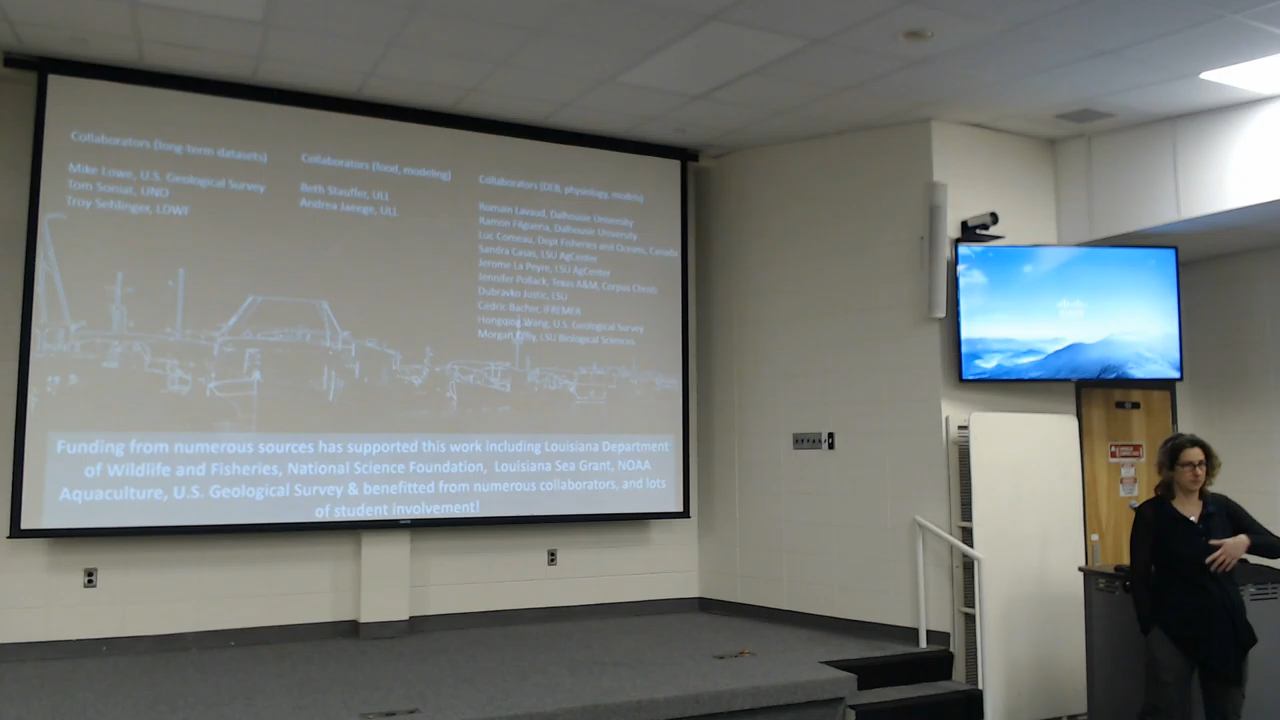 Collaborators (long-term datasets)
Mike Lowe, U.S. Geological Survey
Tom Soniat, UNO
Troy Sehlinger, LDWF
Collaborators (food, modeling)
Beth Stauffer, ULL
Andrea Jaegge, ULL
Collaborators (DEB, physiology, models)
Romain Lavaud, Dalhousie University
Ramon Filgueira, Dalhousie University
Luc Comeau, Dept Fisheries and Oceans, Canada
Sandra Casas, LSU AgCenter
Jerome La Peyre, LSU AgCenter
Jennifer Pollack, Texas A&M, Corpus Christi
Dubravko Justic, LSU
Cedric Bacher, IFREMER
Hongqing Wang, U.S. Geological Survey
Morgan Kelly, LSU Biological Sciences
Funding from numerous sources has supported this work including Louisiana Department
of Wildlife and Fisheries, National Science Foundation, Louisiana Sea Grant, NOAA
Aquaculture, U.S. Geological Survey & benefitted from numerous collaborators, and lots
of student involvement!